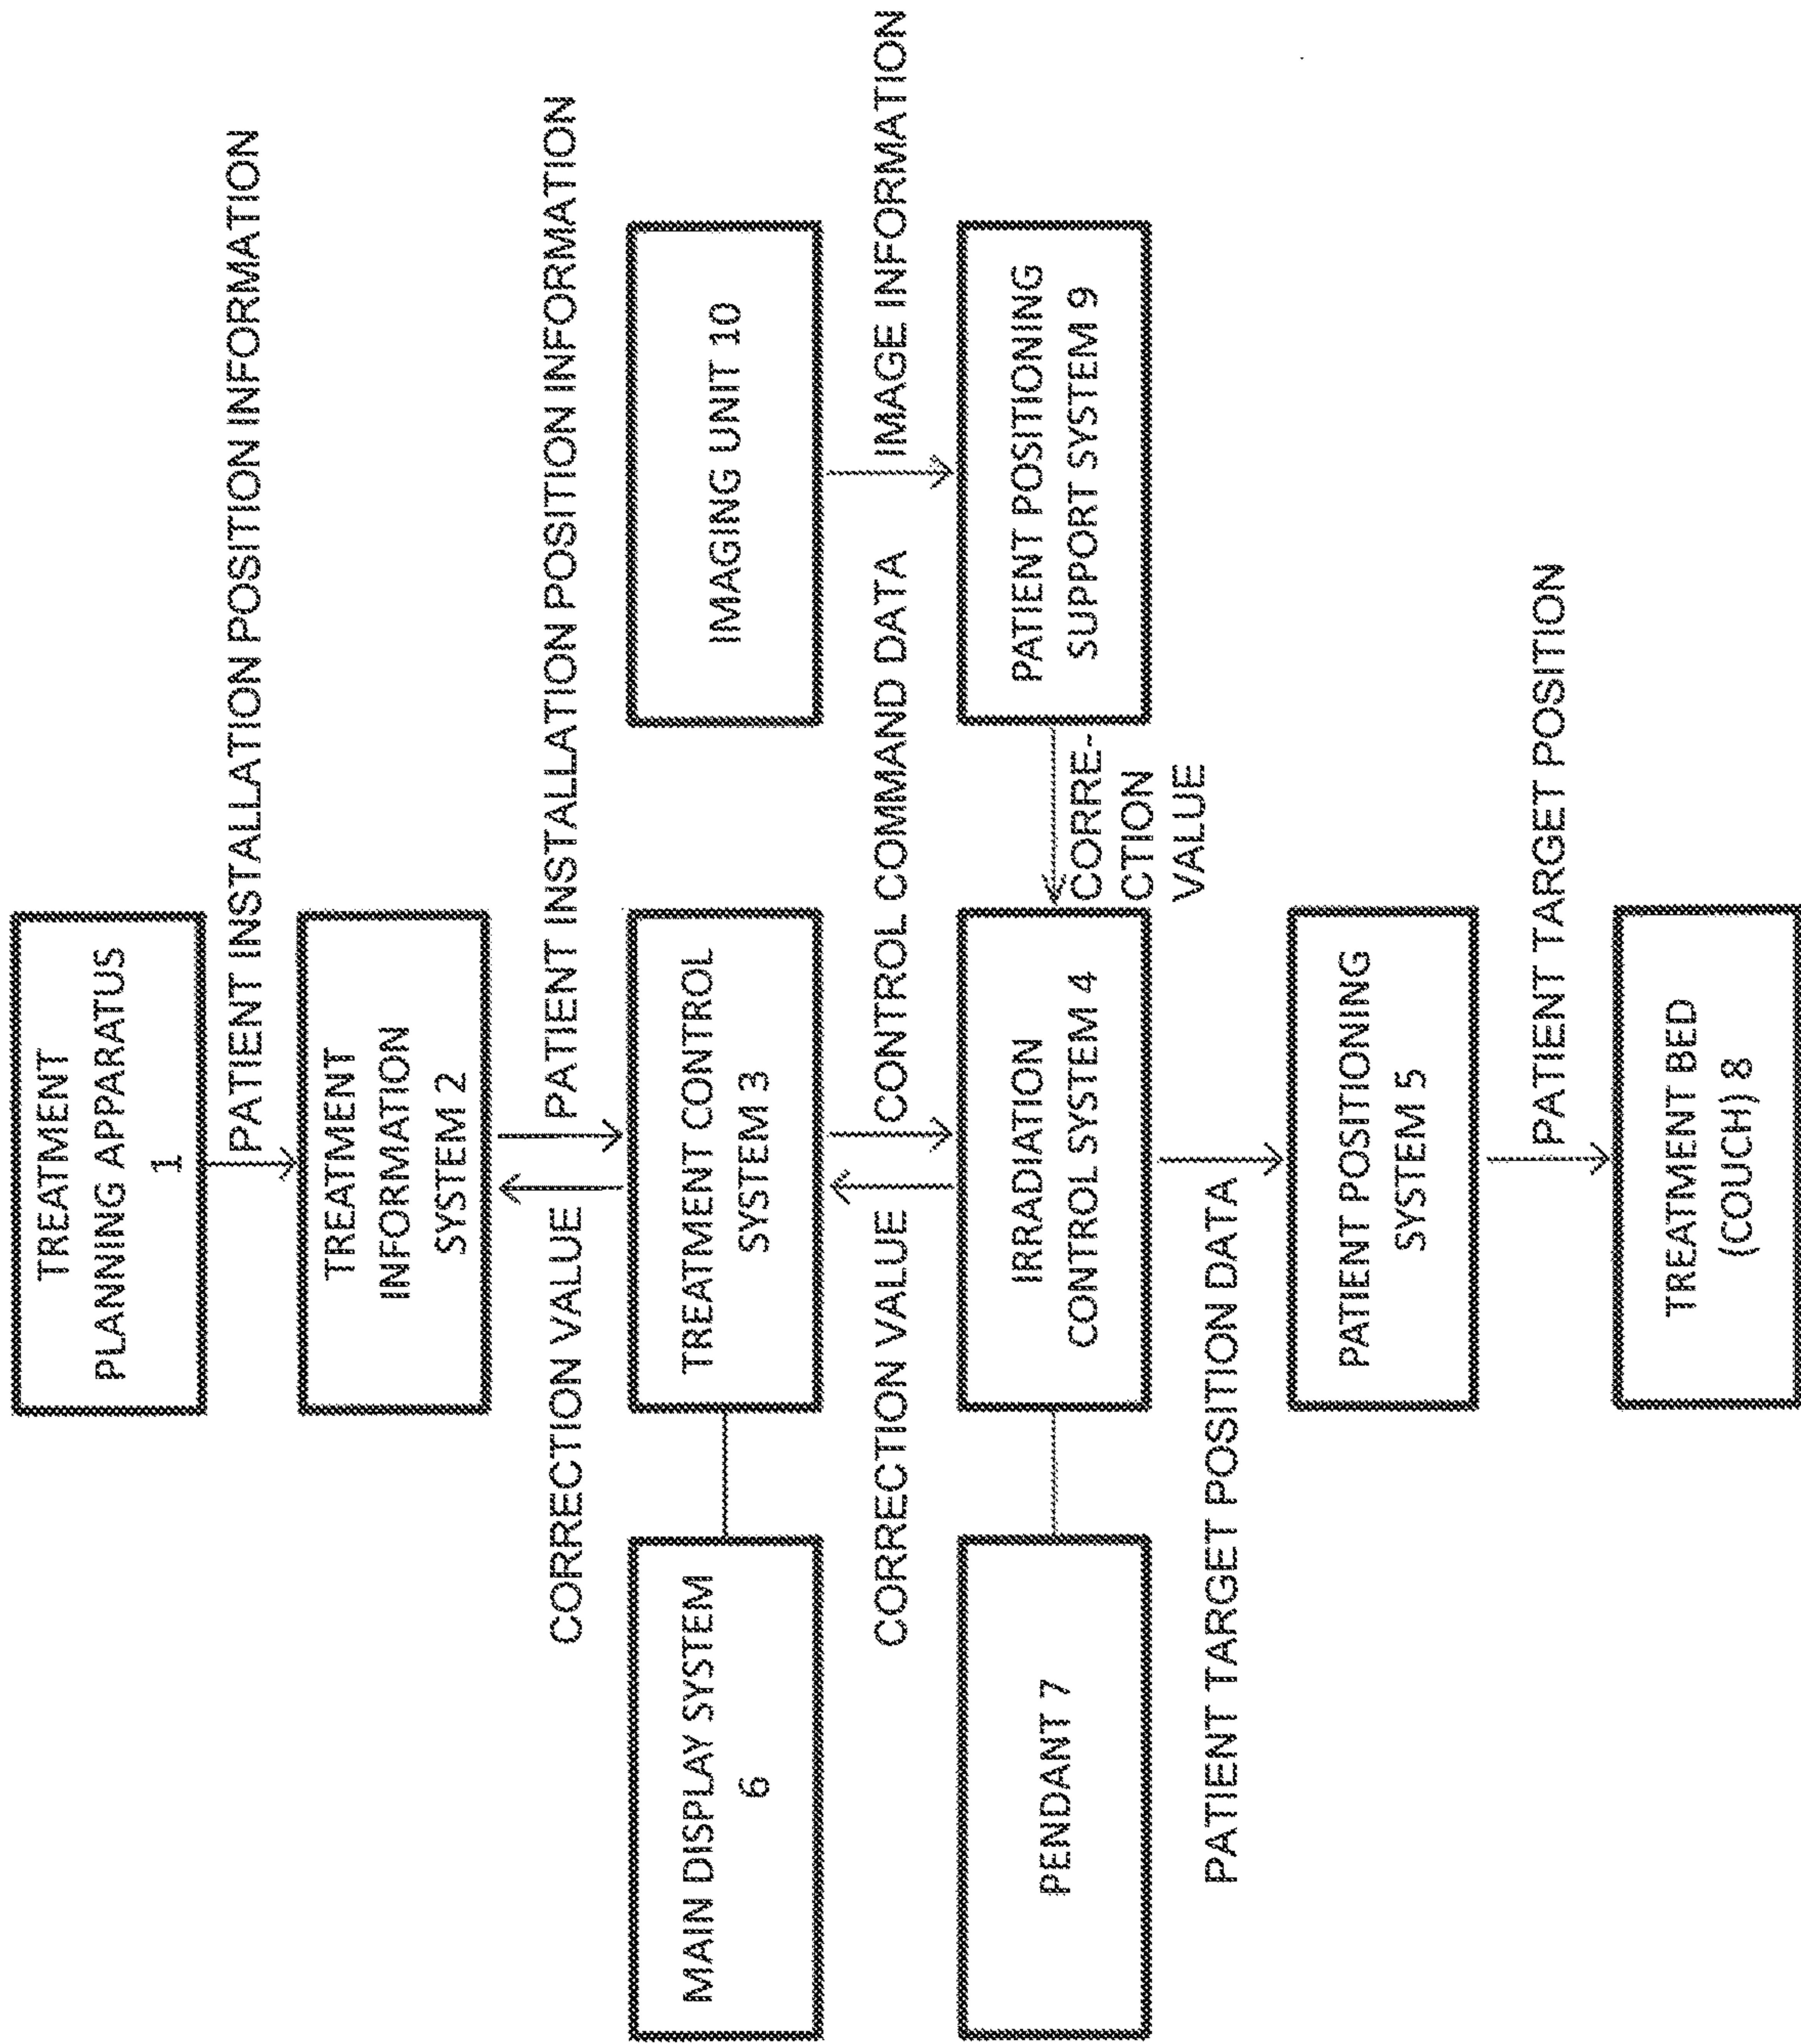 TREATMENT
PLANNING APPARATUS
1
PATIENT INSTALLATION POSITION INFORMATION
TREATMENT
INFORMATION
SYSTEM 2
CORRECTION VALUE
PATIENT INSTALLATION POSITION INFORMATION
MAIN DISPLAY SYSTEM
6
TREATMENT CONTROL
SYSTEM 3
IMAGING UNIT 10
CORRECTION VALUE
CONTROL COMMAND DATA
IMAGE INFORMATION
PENDANT 7
IRRADIATION
CONTROL SYSTEM 4
CORRE-
CTION
VALUE
PATIENT POSITIONING
SUPPORT SYSTEM 9
PATIENT TARGET POSITION DATA
PATIENT POSITIONING
SYSTEM 5
PATIENT TARGET POSITION
TREATMENT BED
(COUCH) 8